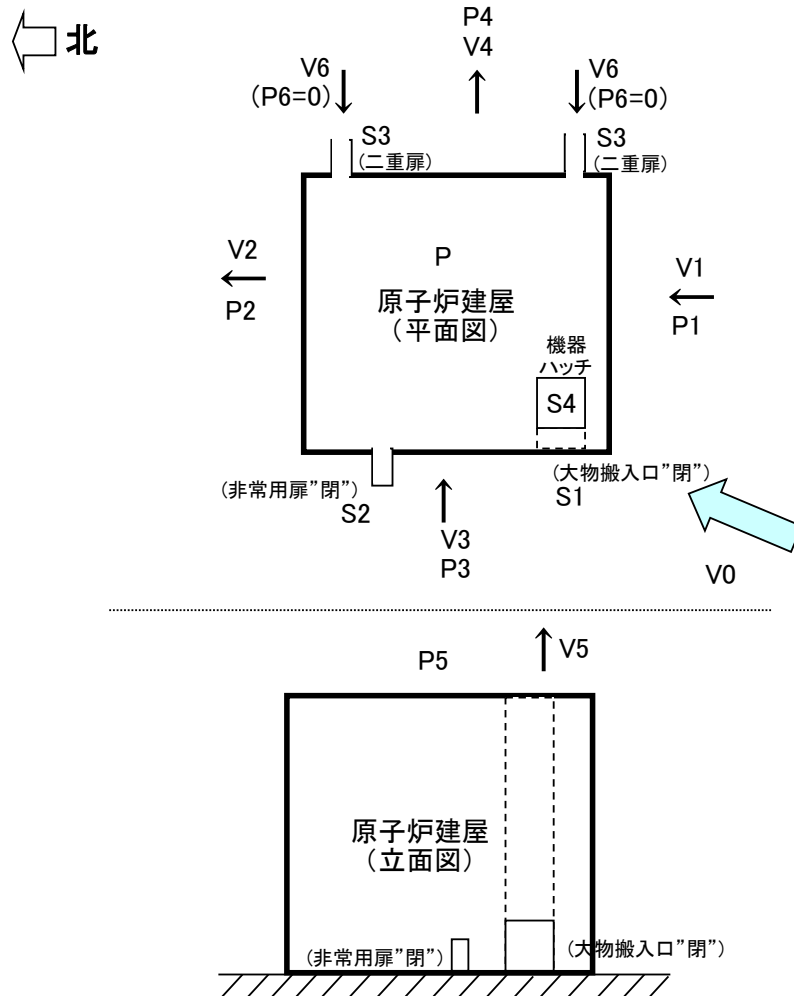 北
P4
V4
V6
(P6=0)
V6
(P6=0)
S3
(二重扉)
S3
(二重扉)
V2
P2
P
原子炉建屋
(平面図)
V1
P1
機器
ハッチ
S4
(非常用扉”閉”)
S2
(大物搬入口”閉”)
S1
V3
P3
V0
P5
V5
原子炉建屋
(立面図)
(非常用扉”閉”)
(大物搬入口”閉”)